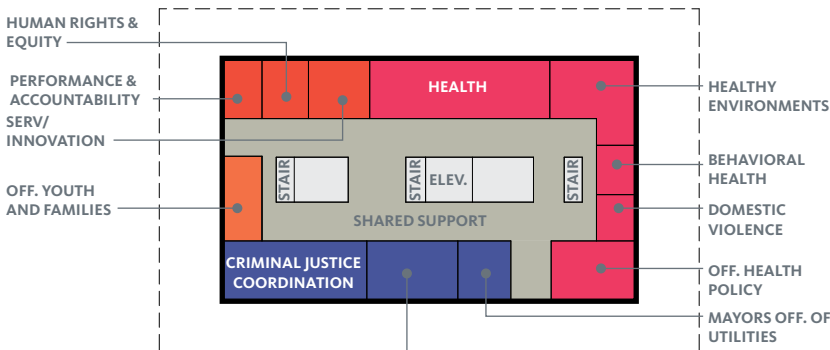 HUMAN RIGHTS &
EQUITY
PERFORMANCE &
ACCOUNTABILITY
SERV/
INNOVATION
OFF. YOUTH
AND FAMILIES
HEALTH
STAIR
STAIR
ELEV.
STAIR
SHARED SUPPORT
CRIMINAL JUSTICE
COORDINATION
HEALTHY
ENVIRONMENTS
BEHAVIORAL
HEALTH
DOMESTIC
VIOLENCE
OFF. HEALTH
POLICY
MAYORS OFF. OF
UTILITIES